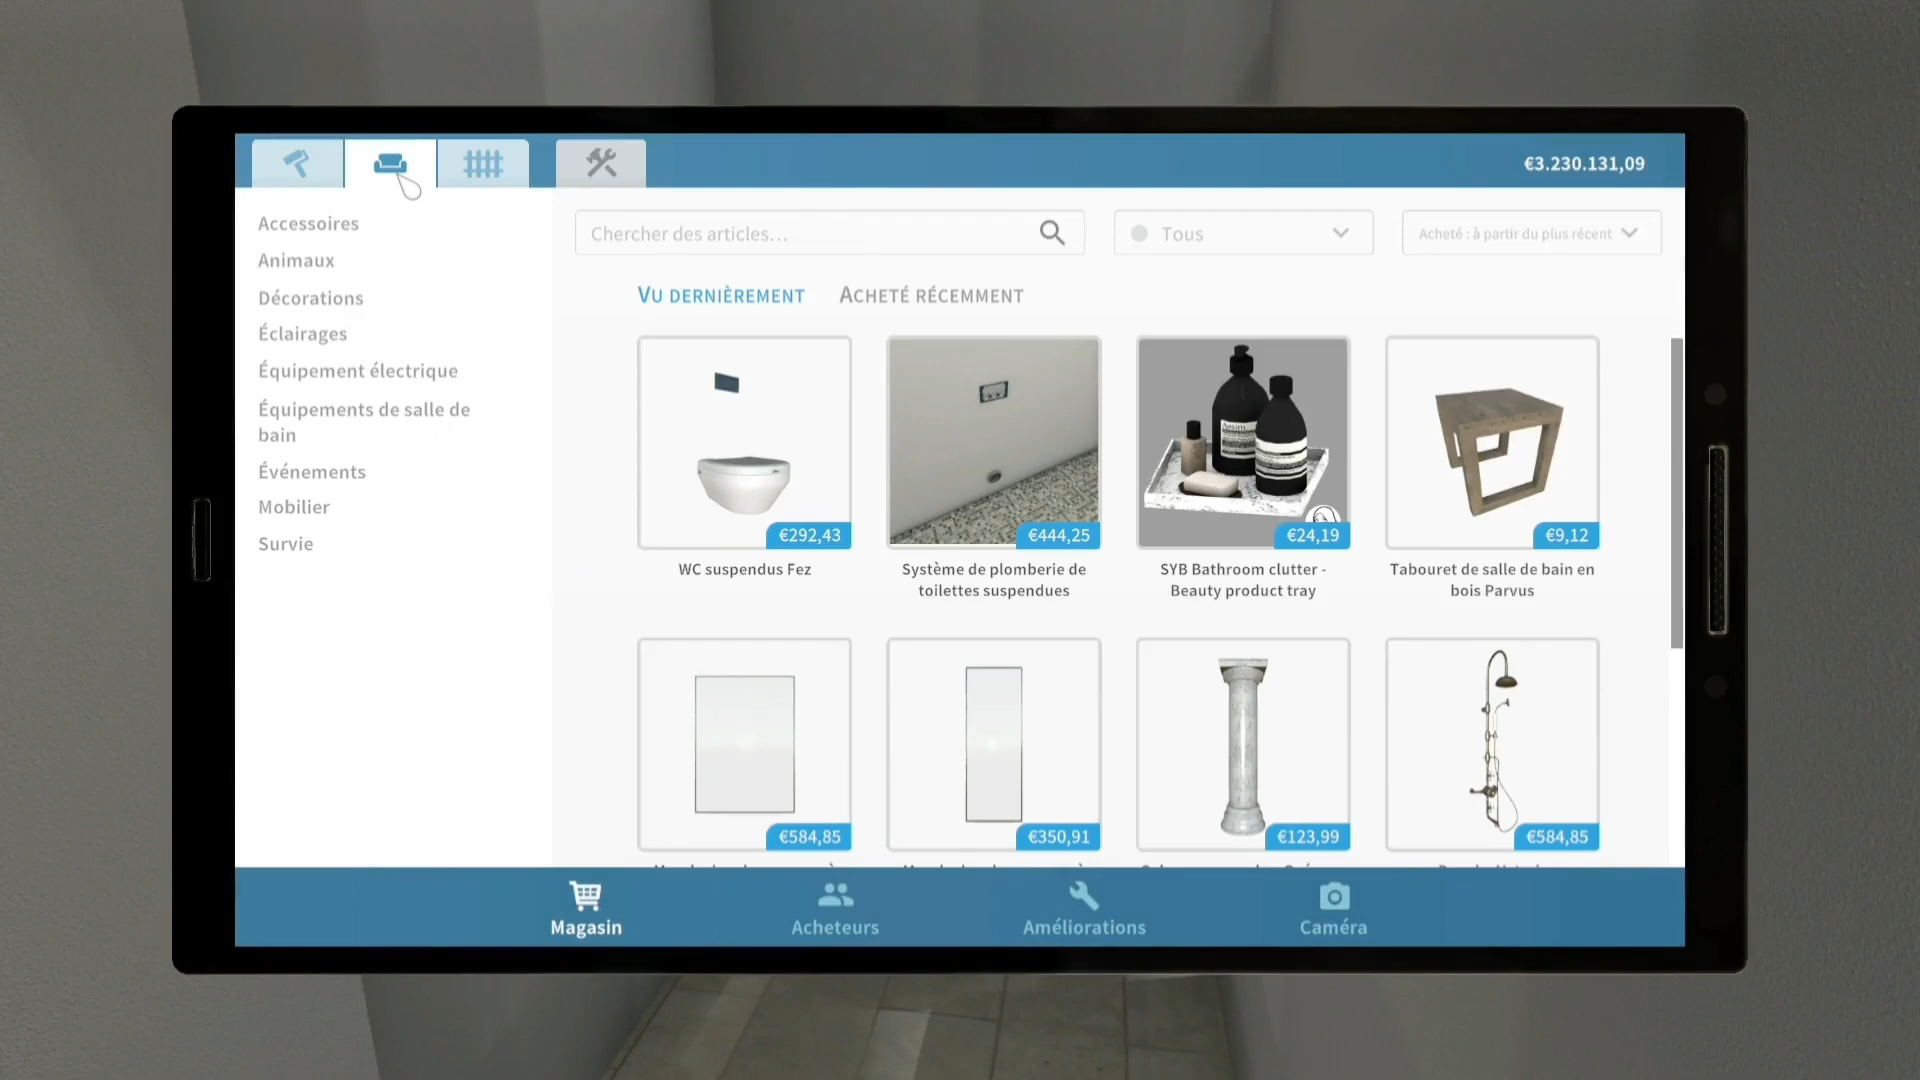 €3.230.131,09
Accessoires
Animaux
Décorations
Éclairages
Équipement électrique
Équipements de salle de
bain
Événements
Mobilier
Survie
Chercher des articles...
Tous
Acheté : à partir du plus récent
VU DERNIÈREMENT
ACHETÉ RÉCEMMENT
€292,43
€444,25
€24,19
€9,12
WC suspendus Fez
Système de plomberie de
toilettes suspendues
SYB Bathroom clutter -
Beauty product tray
Tabouret de salle de bain en
bois Parvus
€584,85
€350,91
€123,99
€584,85
Magasin
Acheteurs
Améliorations
Caméra